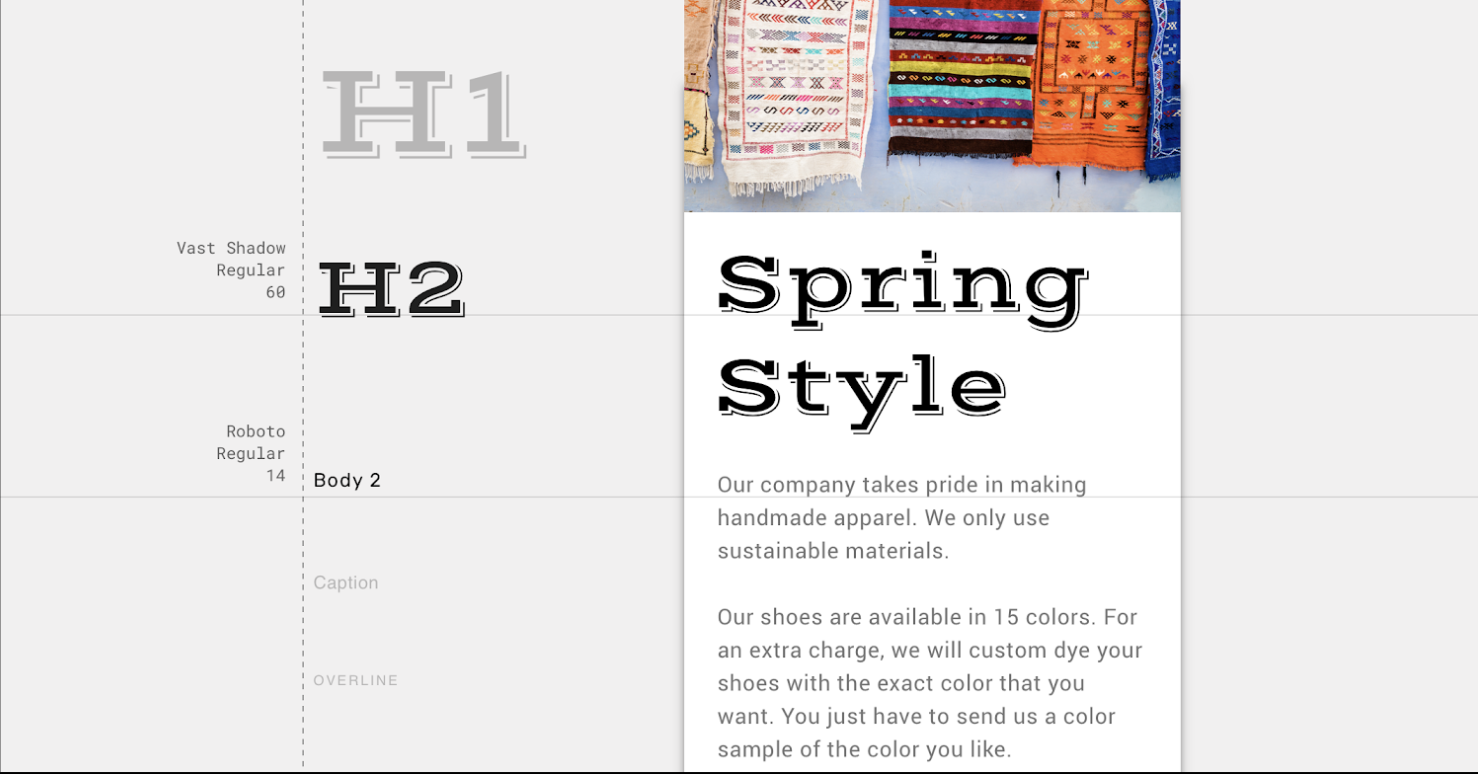 H1
Vast Shadow
Regular
60
H2
Roboto
Regular
14
Body 2
Caption
OVERLINE
Spring
Style
Our company takes pride in making
handmade apparel. We only use
sustainable materials.
Our shoes are available in 15 colors. For
an extra charge, we will custom dye your
shoes with the exact color that you
want. You just have to send us a color
sample of the color you like.